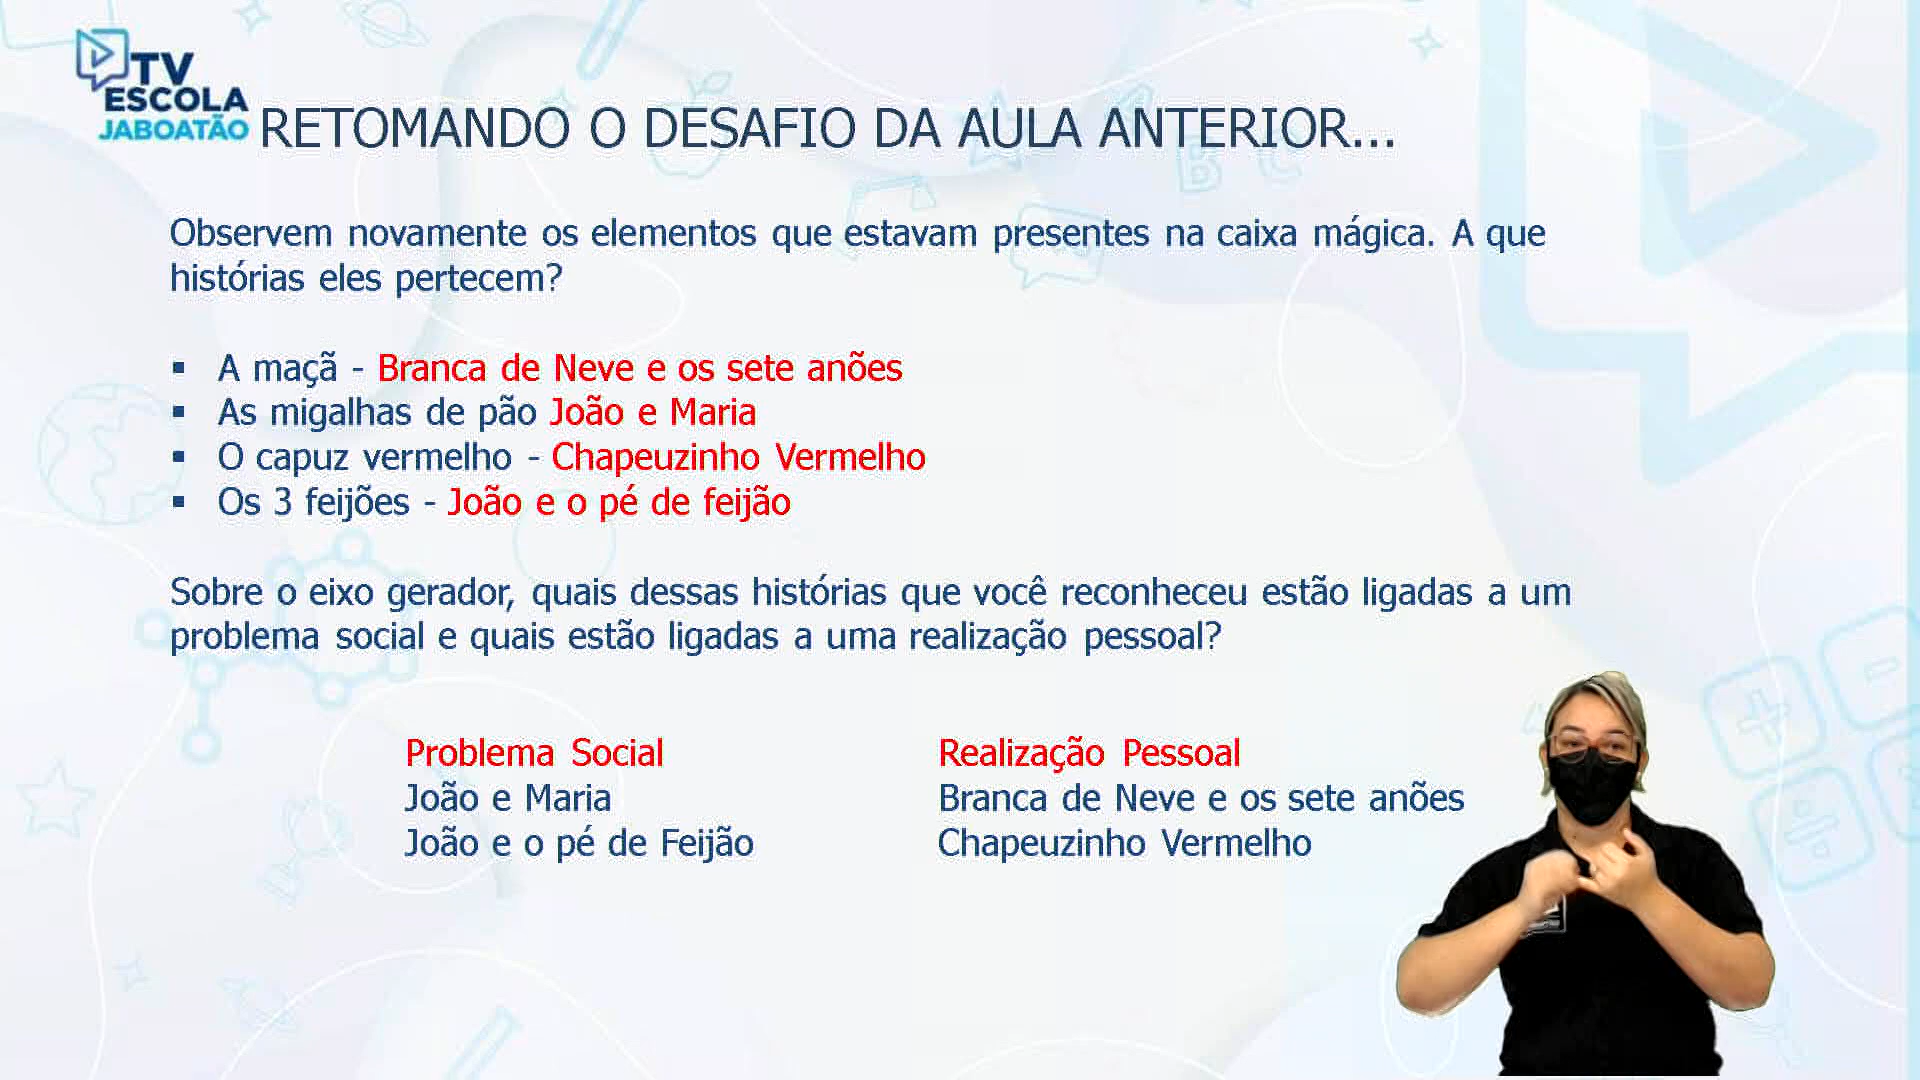 TV
ESCOLA
JABOATÃO
RETOMANDO O DESAFIO DA AULA ANTERIOR...
Observem novamente os elementos que estavam presentes na caixa mágica. A que
histórias eles pertecem?
▪ A maçã - Branca de Neve e os sete anões
▪ As migalhas de pão João e Maria
▪ O capuz vermelho - Chapeuzinho Vermelho
▪ Os 3 feijões - João e o pé de feijão
Sobre o eixo gerador, quais dessas histórias que você reconheceu estão ligadas a um
problema social e quais estão ligadas a uma realização pessoal?
Problema Social
João e Maria
João e o pé de Feijão
Realização Pessoal
Branca de Neve e os sete anões
Chapeuzinho Vermelho